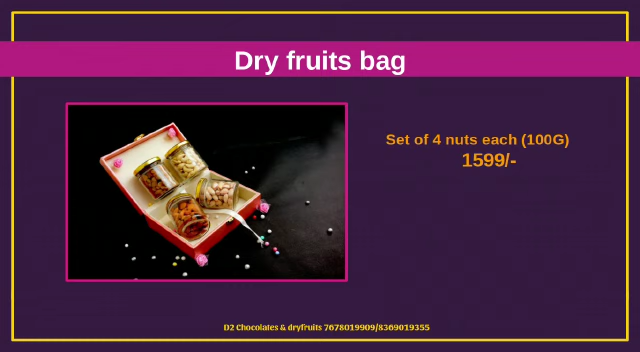 Dry fruits bag
Set of 4 nuts each (100G)
1599/-
D2 Chocolates & dryfruits 7678019909/8369019355